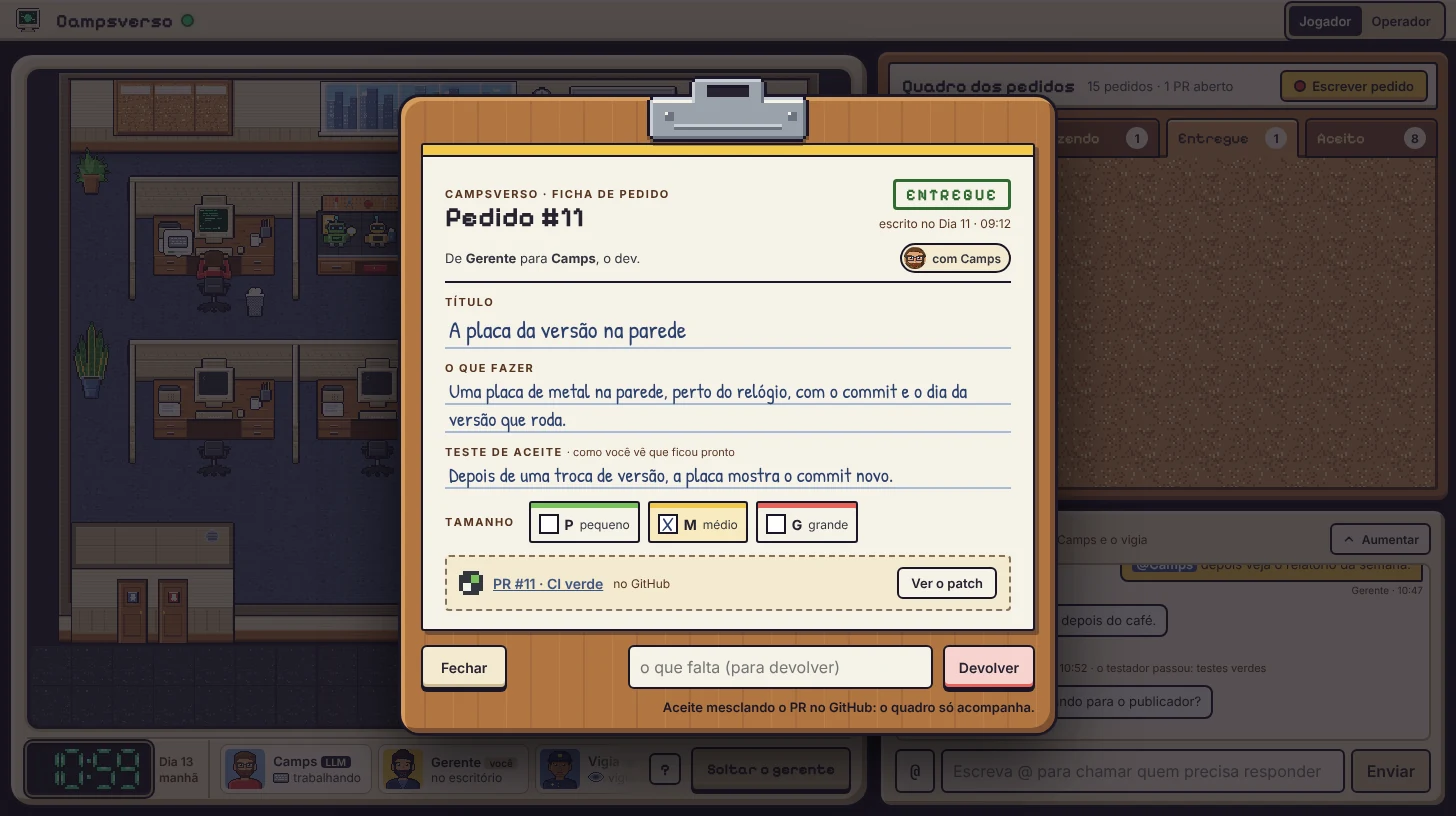 Campsverso
Jogador
Operador
Quadro dos pedidos
15 pedidos · 1 PR aberto
Escrever pedido
zendo 1
Entregue 1
Aceito 8
CAMPSVERSO · FICHA DE PEDIDO
ENTREGUE
Pedido #11
escrito no Dia 11 · 09:12
De Gerente para Camps, o dev.
com Camps
TÍTULO
A placa da versão na parede
O QUE FAZER
Uma placa de metal na parede, perto do relógio, com o commit e o dia da
versão que roda.
TESTE DE ACEITE · como você vê que ficou pronto
Depois de uma troca de versão, a placa mostra o commit novo.
TAMANHO
X
P pequeno
M médio
G grande
PR #11 · CI verde no GitHub
Ver o patch
Fechar
o que falta (para devolver)
Devolver
Aceite mesclando o PR no GitHub: o quadro só acompanha.
Camps e o vigia
Aumentar
@Camps depois veja o relatório da semana.
Gerente · 10:47
depois do café.
10:52 · o testador passou: testes verdes
ndo para o publicador?
10:59
Dia 13
manhã
Camps LLM
trabalhando
Gerente você
no escritório
Vigia
?
Soltar o gerente
@
Escreva @ para chamar quem precisa responder
Enviar